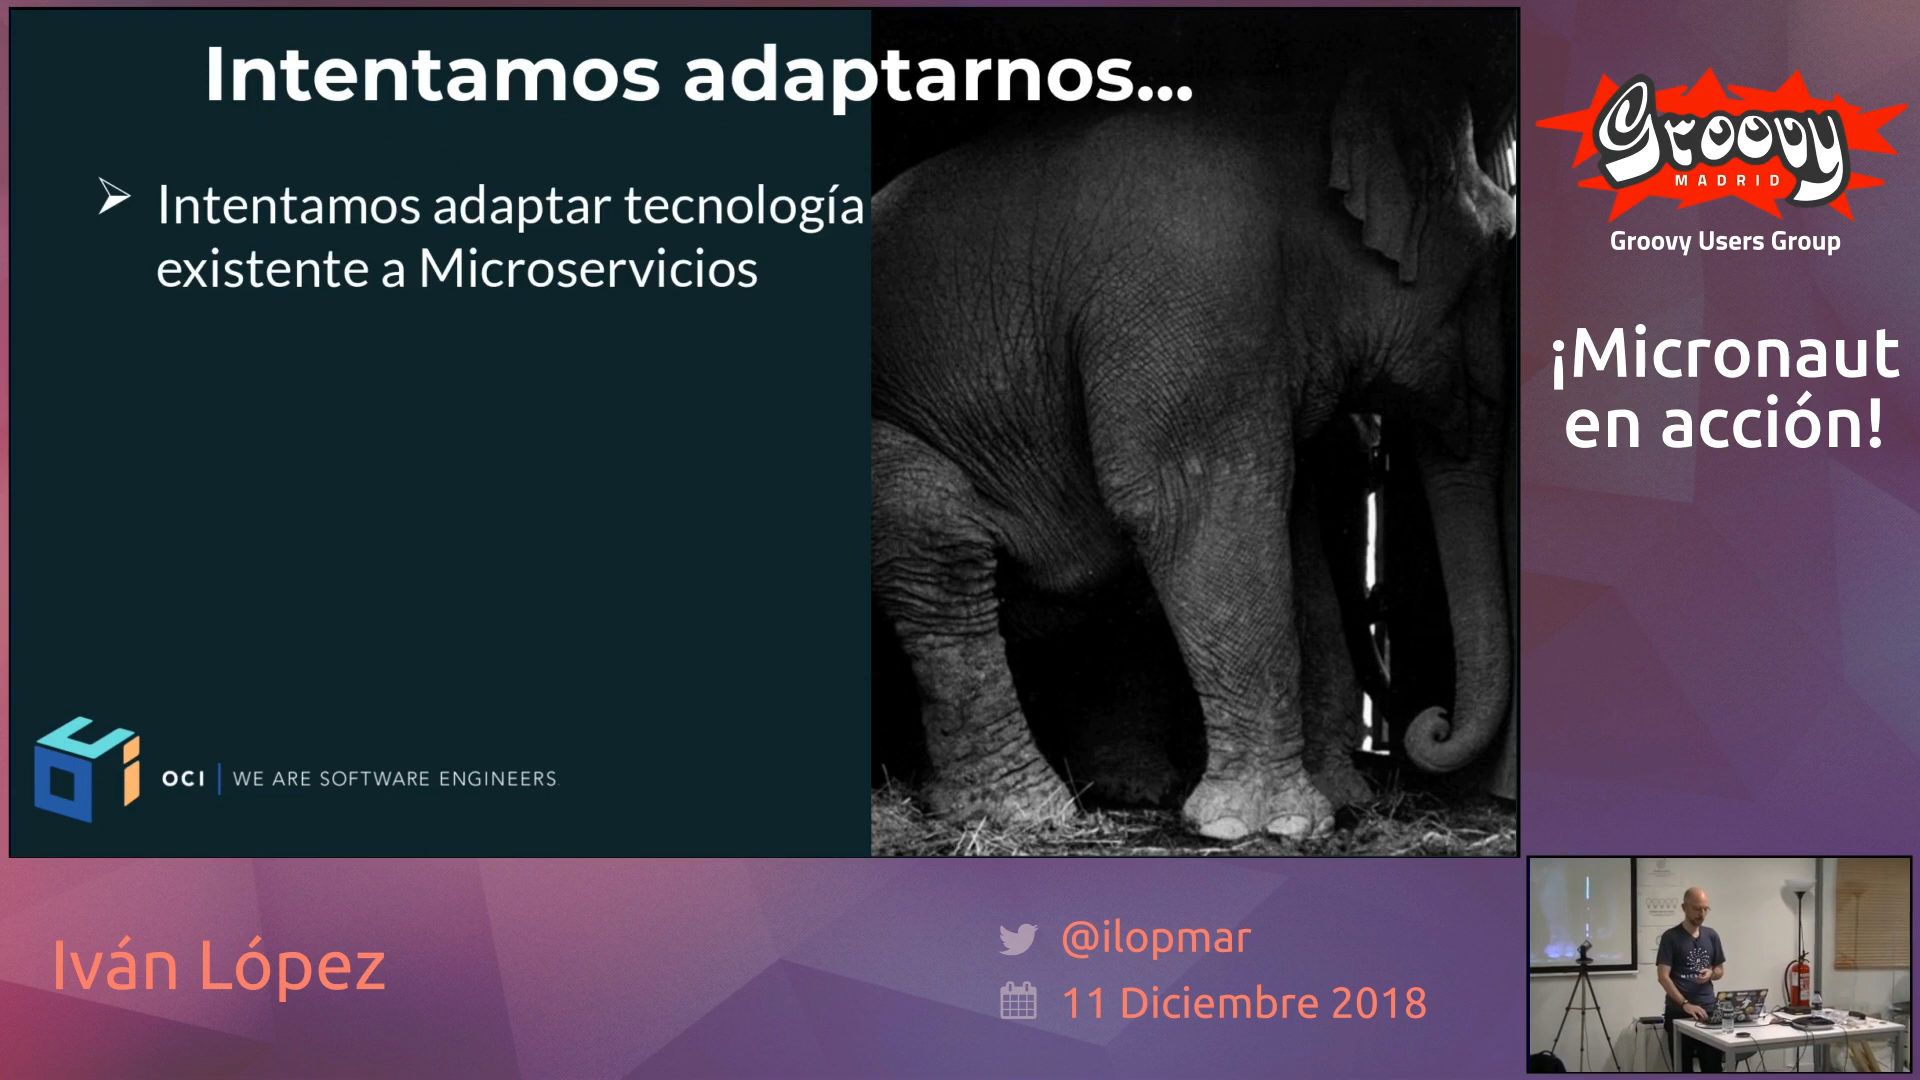 Intentamos adaptarnos...
Intentamos adaptar tecnología
existente a Microservicios
OCI | WE ARE SOFTWARE ENGINEERS.
Groovy
MADRID
Groovy Users Group
¡Micronaut
en acción!
Iván López
@ilopmar
11 Diciembre 2018